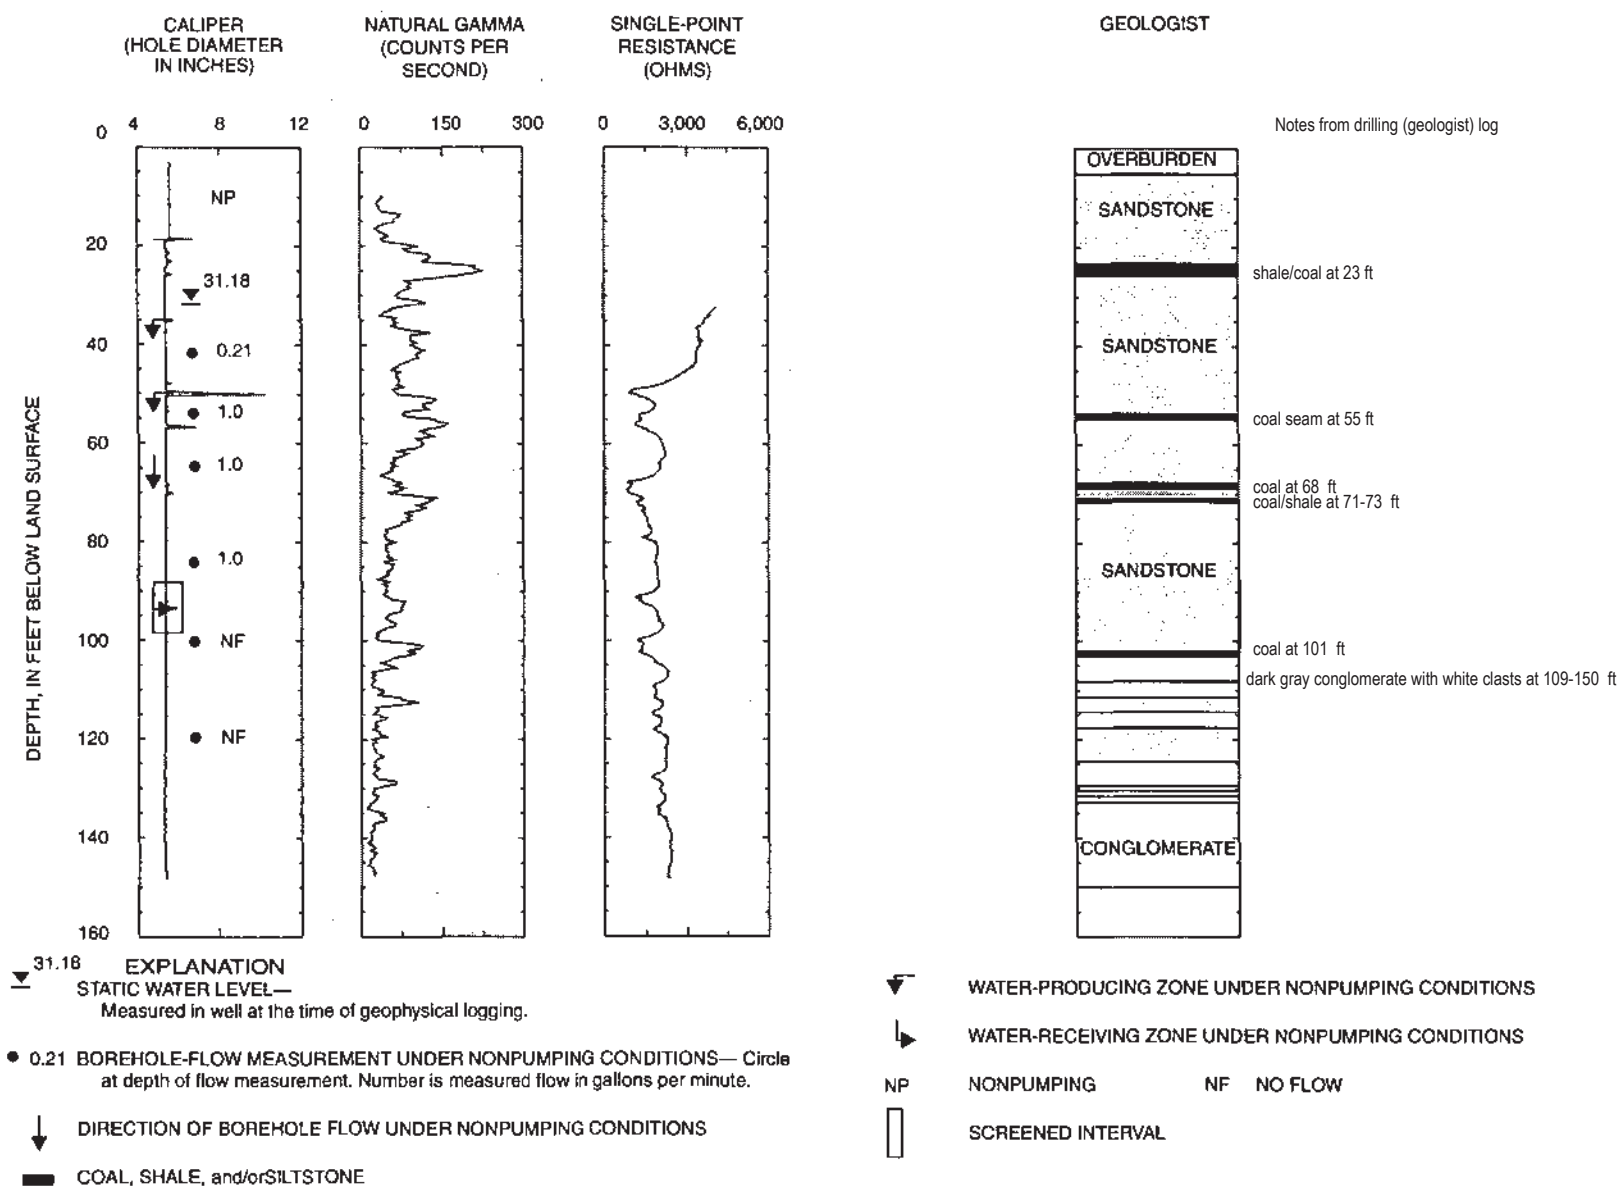 CALIPER
(HOLE DIAMETER
IN INCHES)
NATURAL GAMMA
(COUNTS PER
SECOND)
SINGLE-POINT
RESISTANCE
(OHMS)
GEOLOGIST
Notes from drilling (geologist) log
4 8 12
0 150 300
0 3,000 6,000
DEPTH, IN FEET BELOW LAND SURFACE
0
20
40
60
80
100
120
140
160
NP
31.18
0.21
1.0
1.0
1.0
NF
NF
OVERBURDEN
SANDSTONE
shale/coal at 23 ft
SANDSTONE
coal seam at 55 ft
coal at 68 ft
coal/shale at 71-73 ft
SANDSTONE
coal at 101 ft
dark gray conglomerate with white clasts at 109-150 ft
CONGLOMERATE
EXPLANATION
31.18
STATIC WATER LEVEL—
Measured in well at the time of geophysical logging.
0.21 BOREHOLE-FLOW MEASUREMENT UNDER NONPUMPING CONDITIONS— Circle
at depth of flow measurement. Number is measured flow in gallons per minute.
DIRECTION OF BOREHOLE FLOW UNDER NONPUMPING CONDITIONS
COAL, SHALE, and/orSILTSTONE
WATER-PRODUCING ZONE UNDER NONPUMPING CONDITIONS
WATER-RECEIVING ZONE UNDER NONPUMPING CONDITIONS
NP NONPUMPING NF NO FLOW
SCREENED INTERVAL